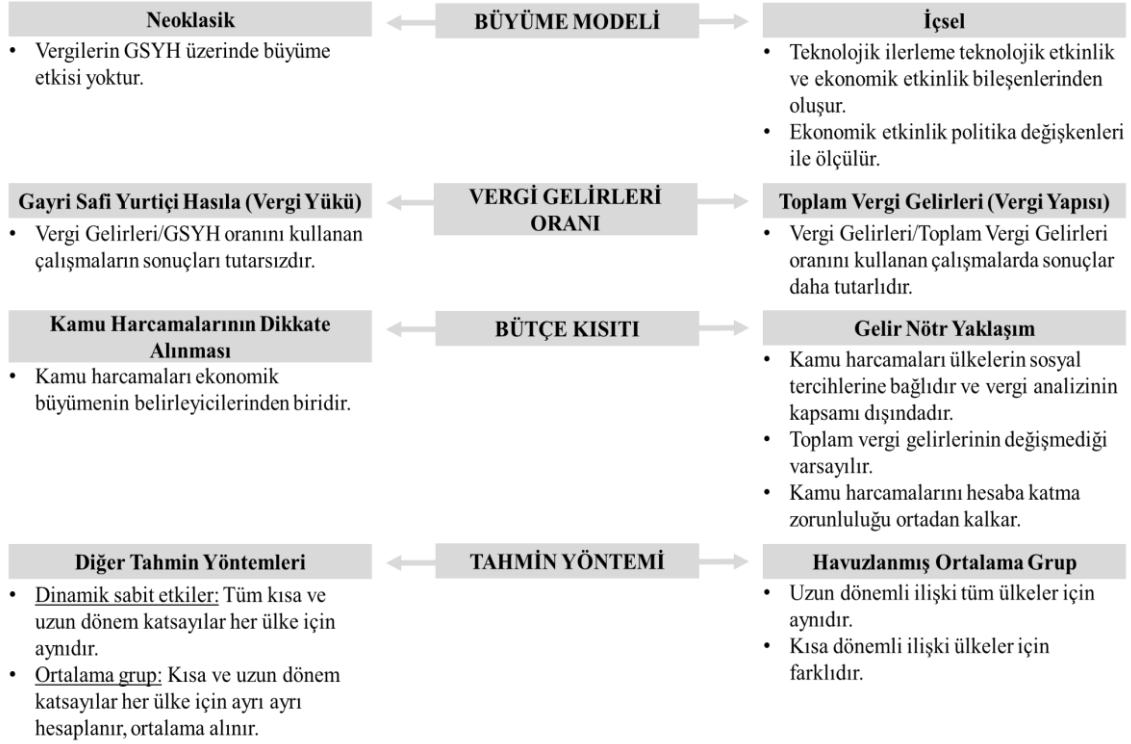 Neoklasik
BÜYÜME MODELİ
İçsel
• Vergilerin GSYH üzerinde büyüme
etkisi yoktur.
• Teknolojik ilerleme teknolojik etkinlik
ve ekonomik etkinlik bileşenlerinden
oluşur.
• Ekonomik etkinlik politika değişkenleri
ile ölçülür.
Gayri Safi Yurtiçi Hasıla (Vergi Yükü)
VERGİ GELİRLERİ
ORANI
Toplam Vergi Gelirleri (Vergi Yapısı)
• Vergi Gelirleri/GSYH oranını kullanan
çalışmaların sonuçları tutarsızdır.
• Vergi Gelirleri/Toplam Vergi Gelirleri
oranını kullanan çalışmalarda sonuçlar
daha tutarlıdır.
Kamu Harcamalarının Dikkate
Alınması
BÜTÇE KISITI
Gelir Nötr Yaklaşım
• Kamu harcamaları ekonomik
büyümenin belirleyicilerinden biridir.
• Kamu harcamaları ülkelerin sosyal
tercihlerine bağlıdır ve vergi analizinin
kapsamı dışındadır.
• Toplam vergi gelirlerinin değişmediği
varsayılır.
• Kamu harcamalarını hesaba katma
zorunluluğu ortadan kalkar.
Diğer Tahmin Yöntemleri
TAHMİN YÖNTEMİ
Havuzlanmış Ortalama Grup
• Dinamik sabit etkiler: Tüm kısa ve
uzun dönem katsayılar her ülke için
aynıdır.
• Ortalama grup: Kısa ve uzun dönem
katsayılar her ülke için ayrı ayrı
hesaplanır, ortalama alınır.
• Uzun dönemli ilişki tüm ülkeler için
aynıdır.
• Kısa dönemli ilişki ülkeler için
farklıdır.